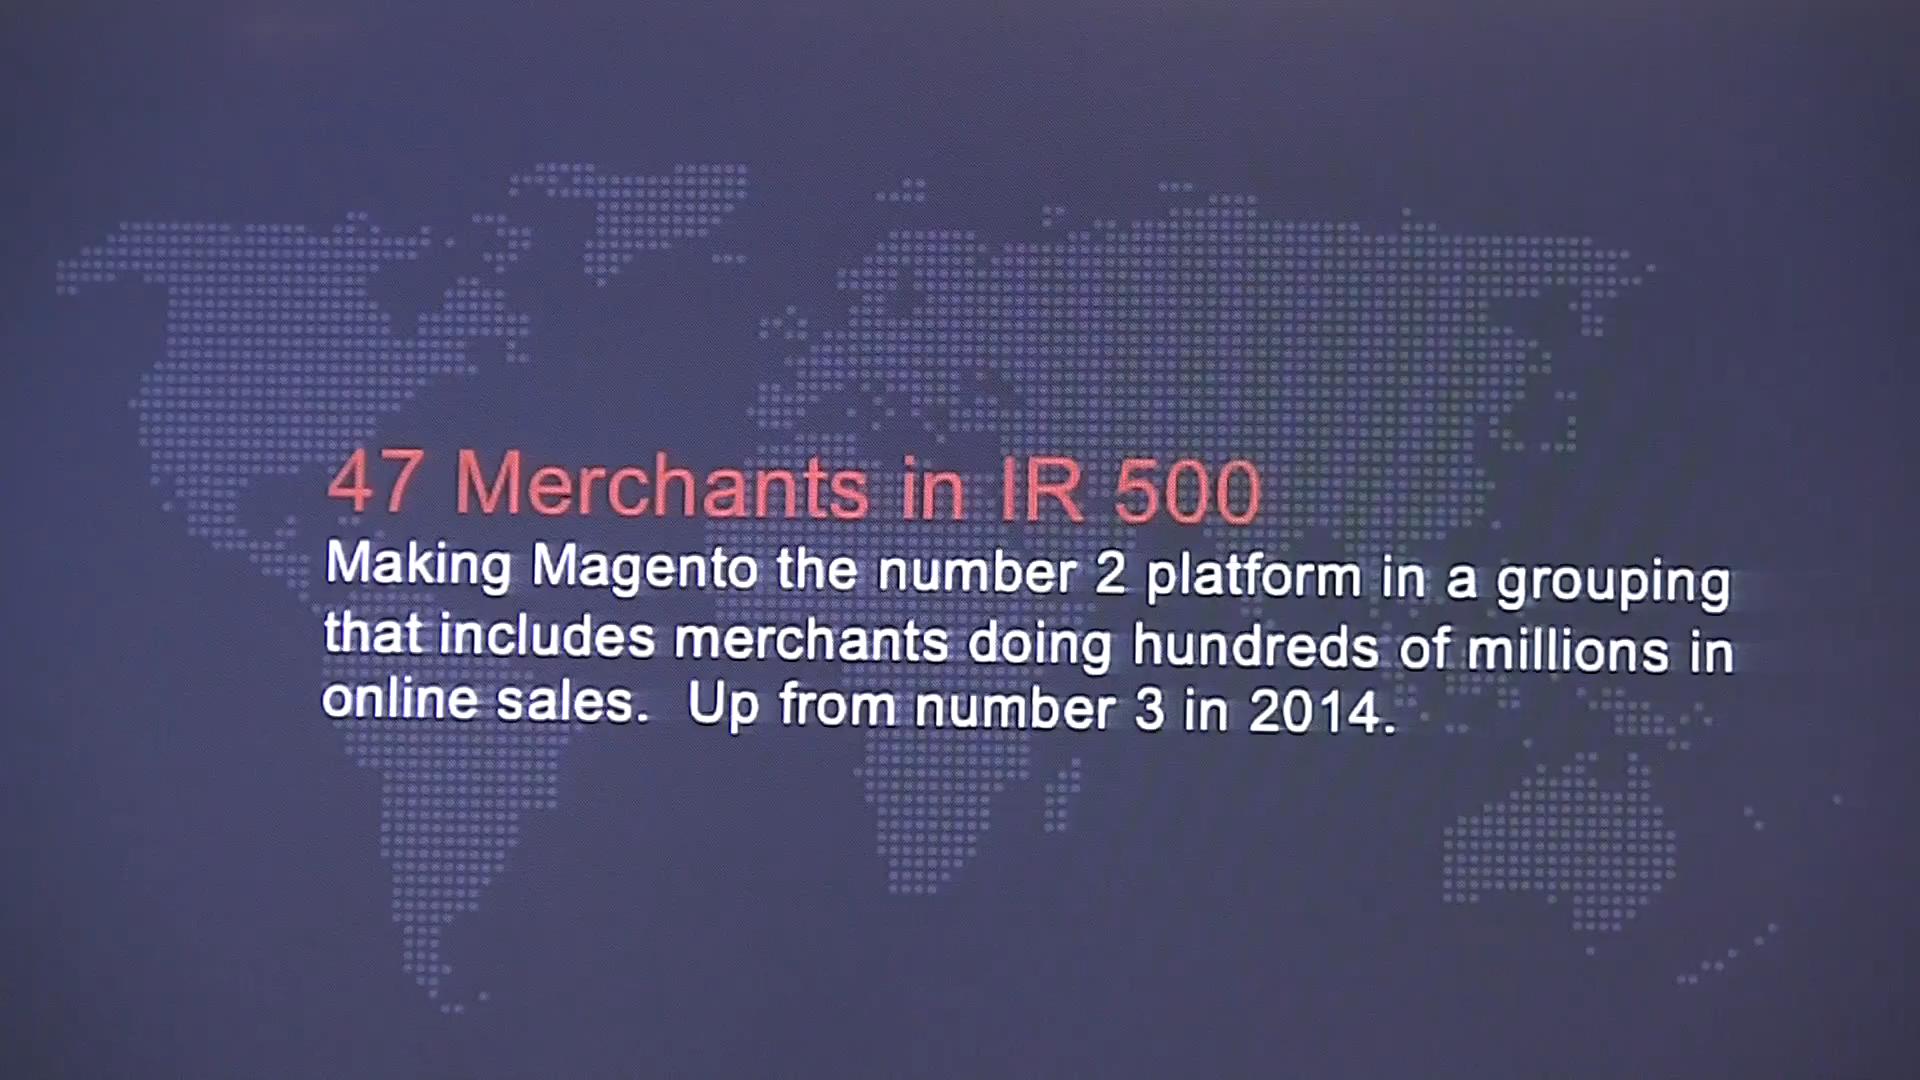 47 Merchants in IR 500
Making Magento the number 2 platform in a grouping
that includes merchants doing hundreds of millions in
online sales.  Up from number 3 in 2014.